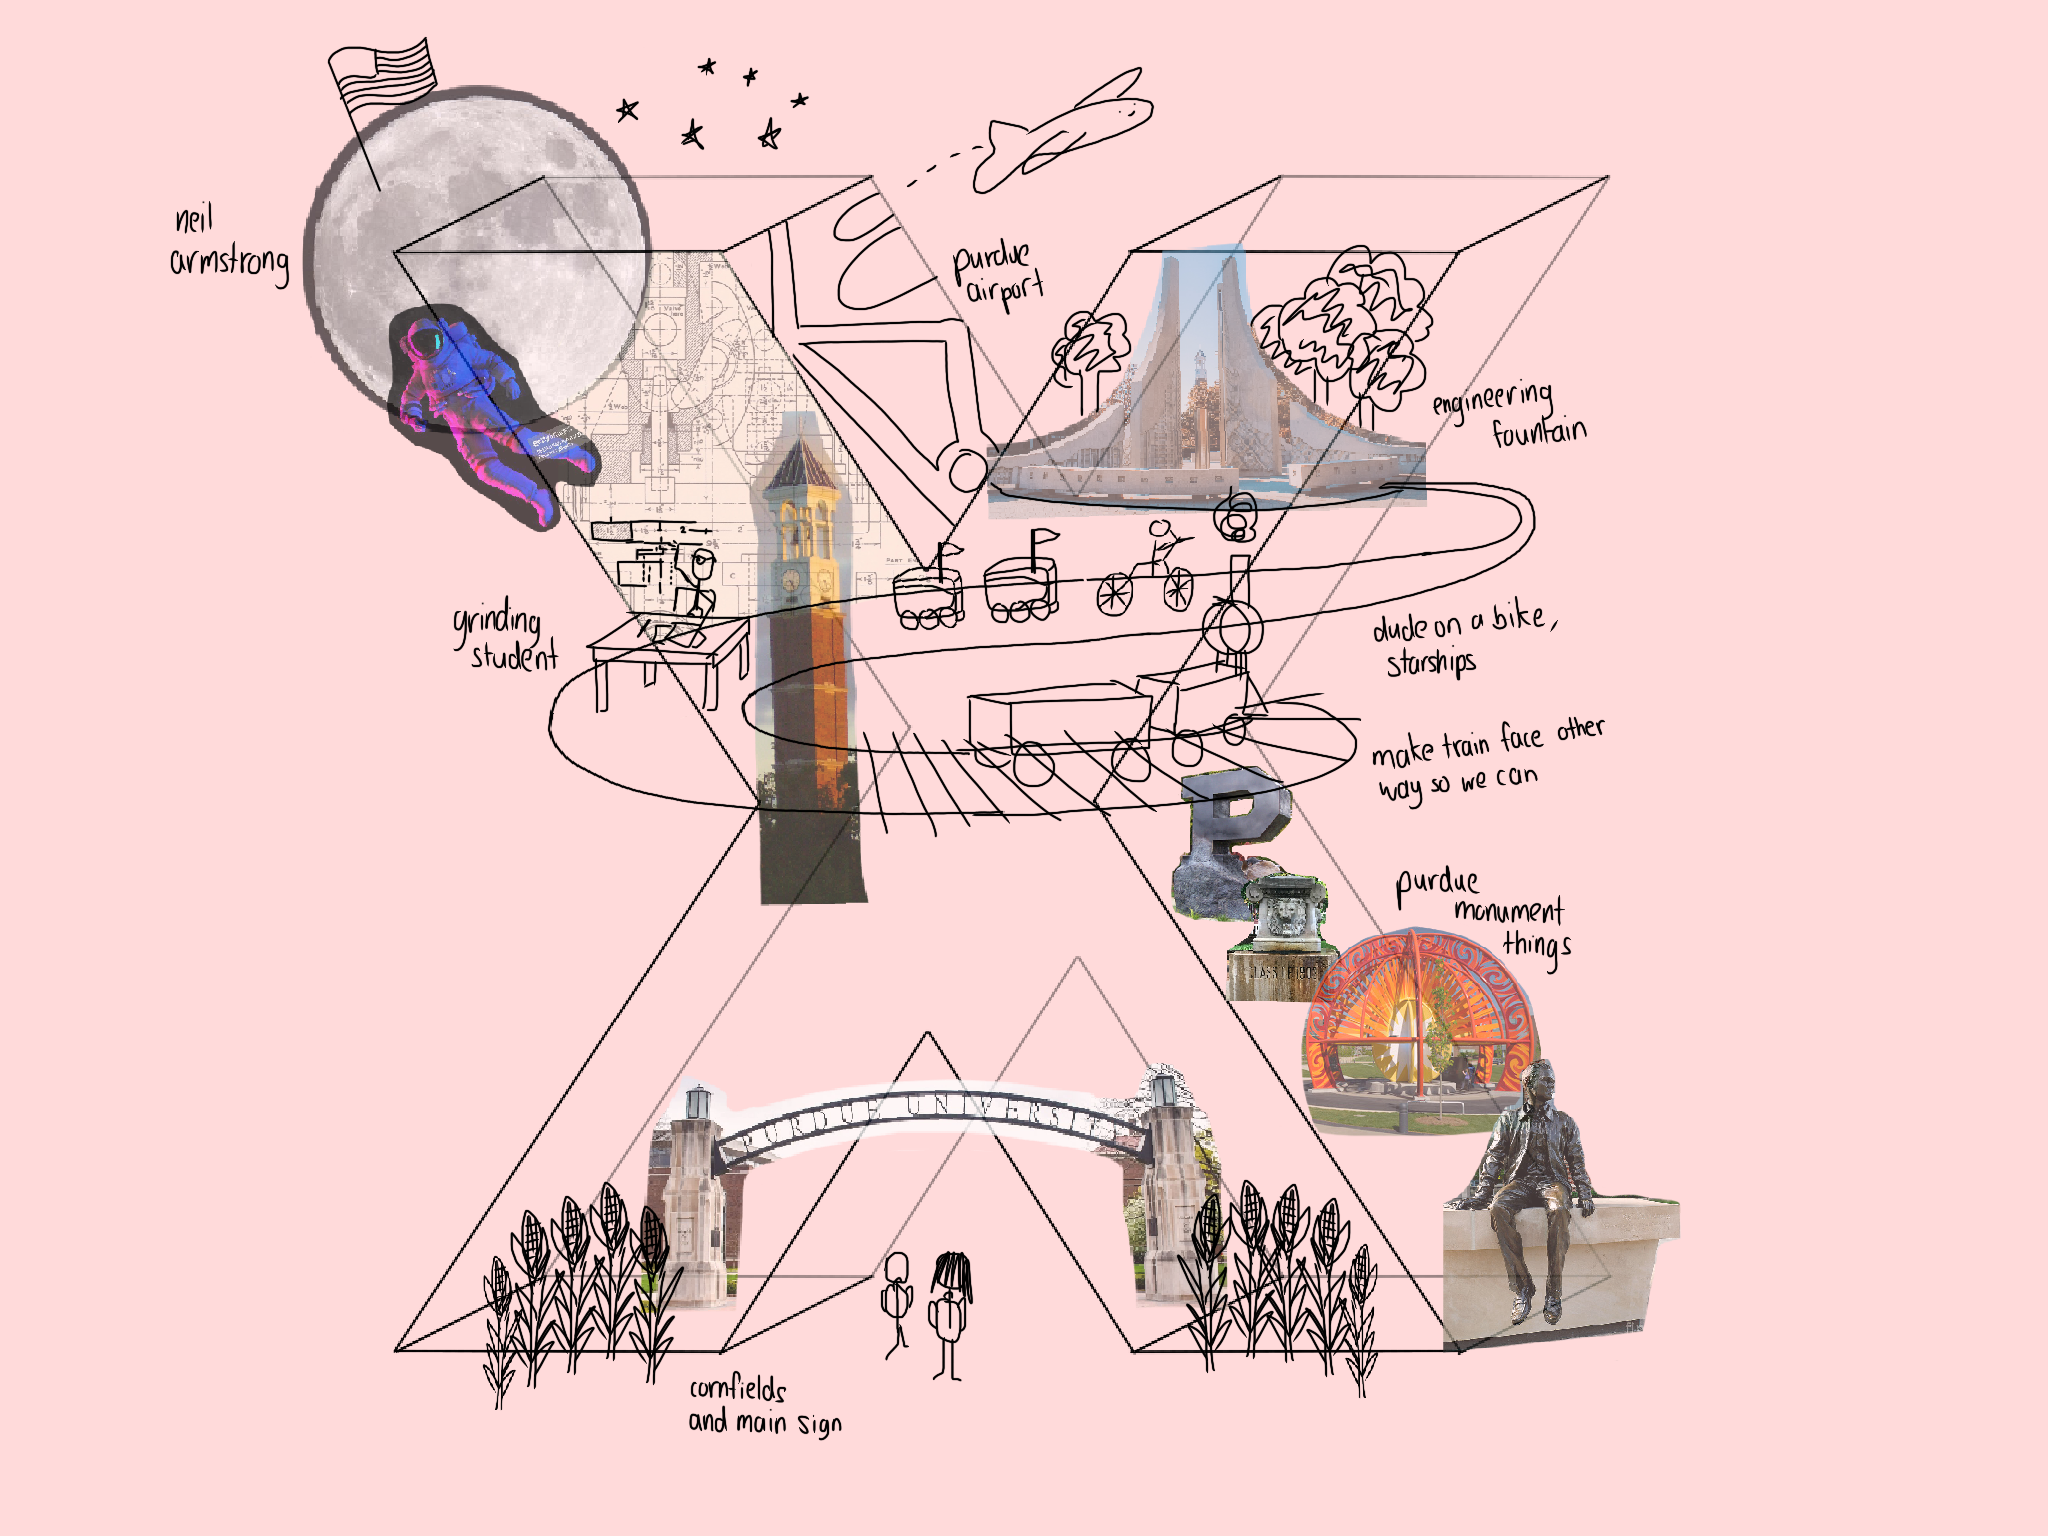 neil
armstrong
purdue
airport
engineering
fountain
grinding
student
dude on a bike,
starships
make train face other
way so we can
P
purdue
monument
things
PURDUE UNIVERSITY
cornfields
and main sign